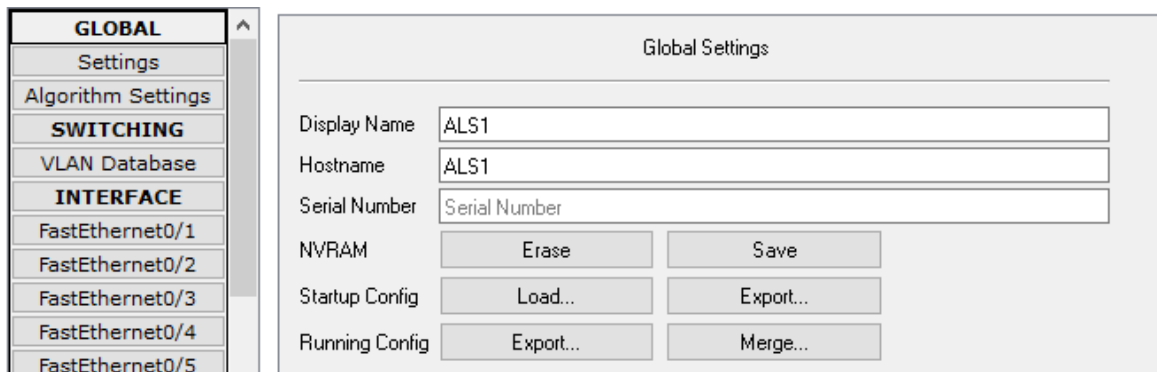 GLOBAL
Settings
Algorithm Settings
SWITCHING
VLAN Database
INTERFACE
FastEthernet0/1
FastEthernet0/2
FastEthernet0/3
FastEthernet0/4
FastEthernet0/5
Global Settings
Display Name ALS1
Hostname ALS1
Serial Number Serial Number
NVRAM Erase Save
Startup Config Load... Export...
Running Config Export... Merge...